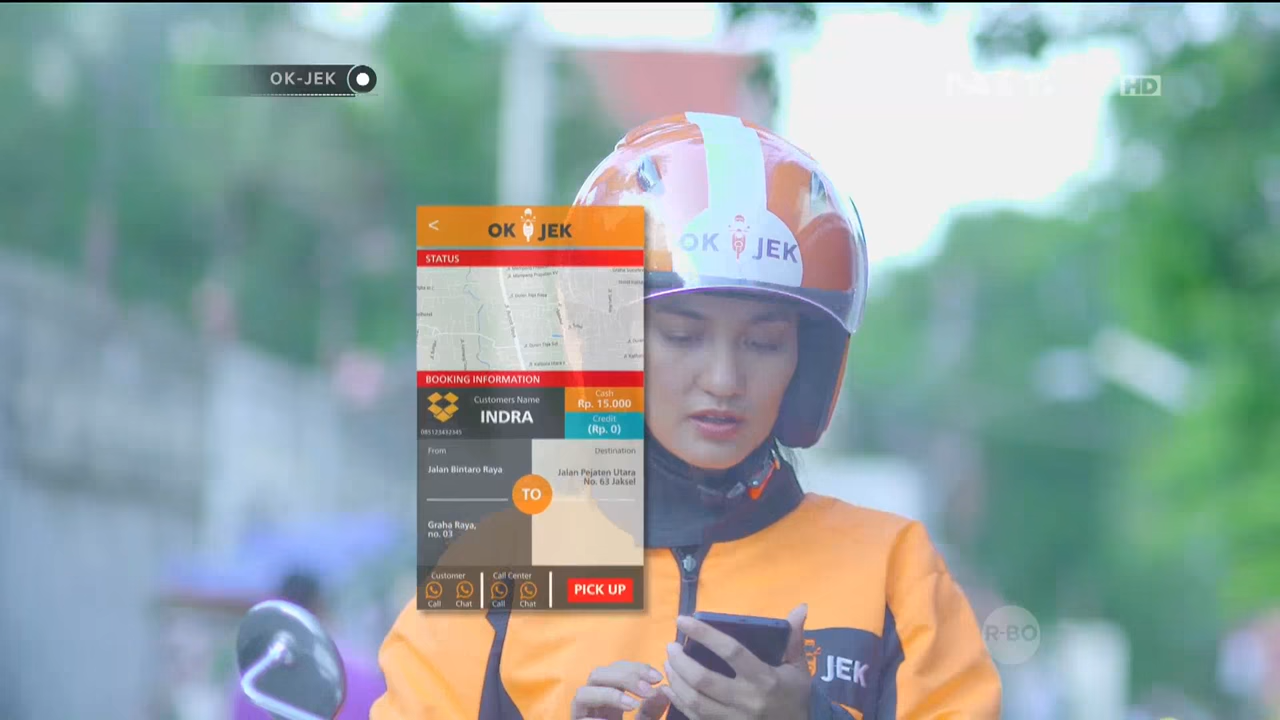 OK-JEK
HD
OK JEK
<
OK JEK
STATUS
BOOKING INFORMATION
Customers Name
INDRA
085123432345
Cash
Rp. 15.000
Credit
(Rp. 0)
From
Destination
Jalan Bintaro Raya
Jalan Pejaten Utara
No. 63 Jaksel
TO
Graha Raya,
no. 03
Customer
Call Center
Call
Chat
Call
Chat
PICK UP
R-BO
JEK